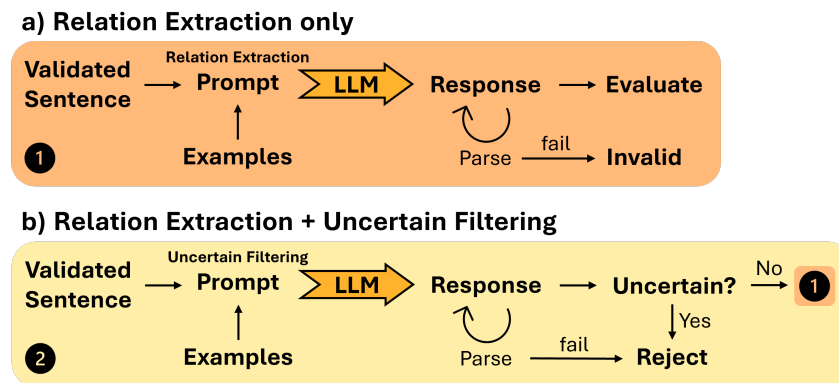 a) Relation Extraction only
Relation Extraction
Validated
Sentence
Prompt
LLM
Response
Evaluate
Examples
Parse
fail
Invalid
1
b) Relation Extraction + Uncertain Filtering
Uncertain Filtering
Validated
Sentence
Prompt
LLM
Response
Uncertain?
No
1
Yes
Examples
Parse
fail
Reject
2